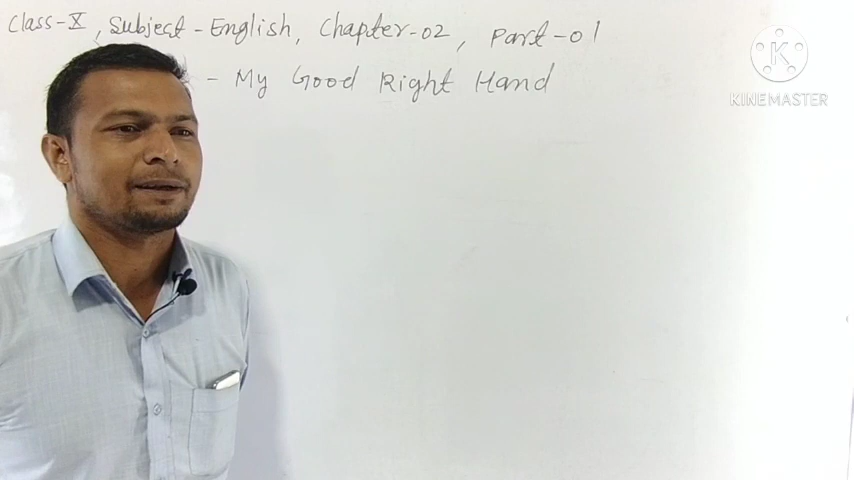 Class-X, Subject-English, Chapter-02, Part-01
- My Good Right Hand
K
KINEMASTER